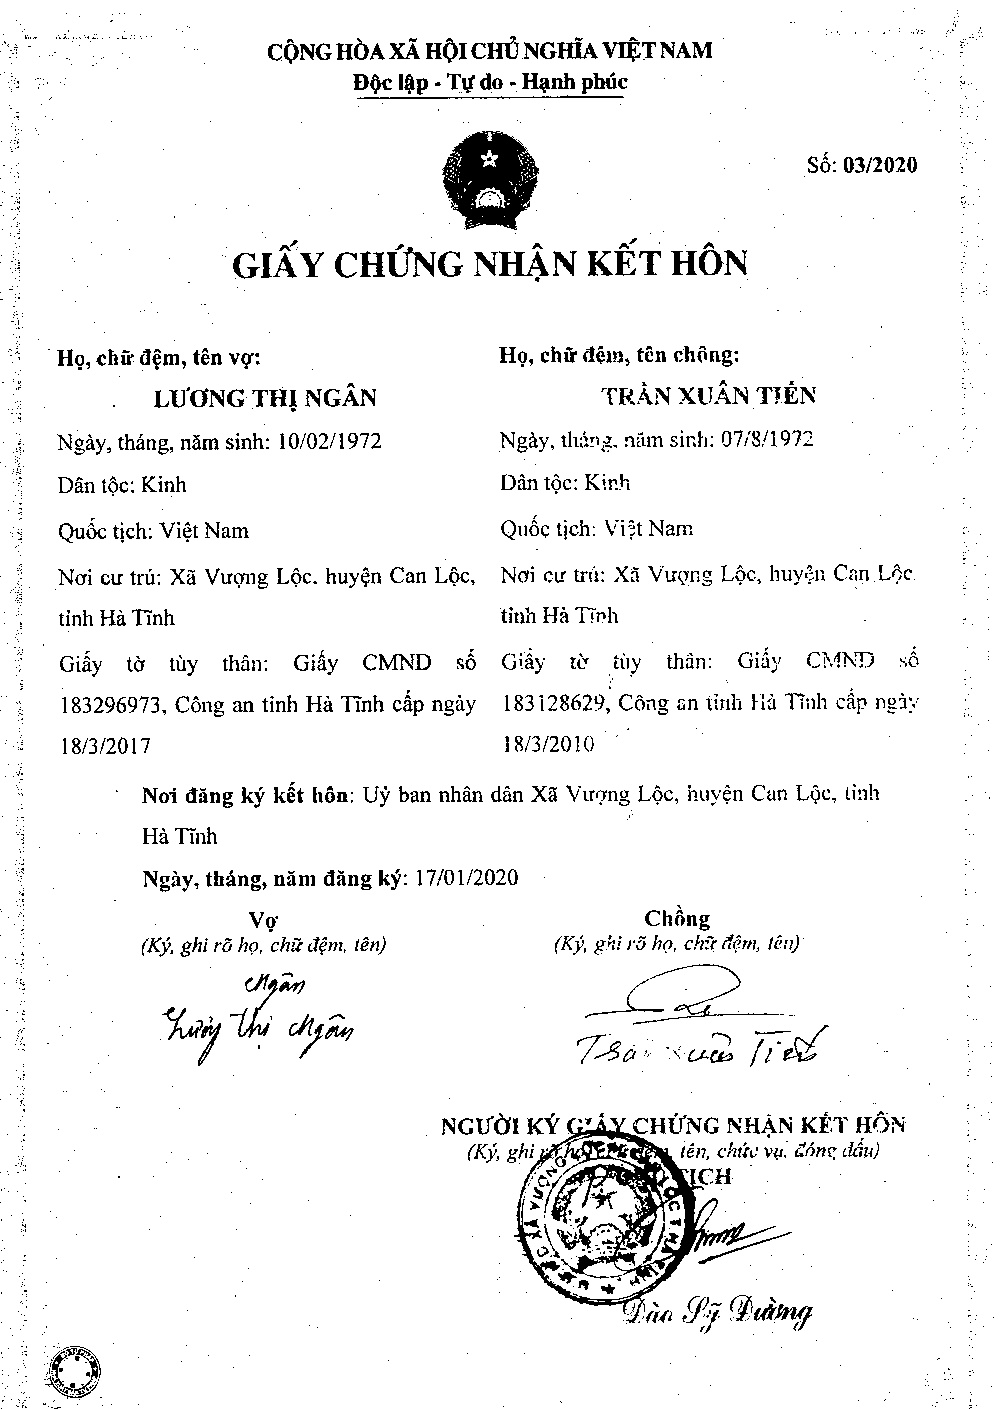 CỘNG HÒA XÃ HỘI CHỦ NGHĨA VIỆT NAM
Độc lập - Tự do - Hạnh phúc
Số: 03/2020
GIẤY CHỨNG NHẬN KẾT HÔN
Họ, chữ đệm, tên vợ:
LƯƠNG THỊ NGÂN
Ngày, tháng, năm sinh: 10/02/1972
Dân tộc: Kinh
Quốc tịch: Việt Nam
Nơi cư trú: Xã Vượng Lộc, huyện Can Lộc,
tỉnh Hà Tĩnh
Giấy tờ tùy thân: Giấy CMND số
183296973, Công an tỉnh Hà Tĩnh cấp ngày
18/3/2017
Họ, chữ đệm, tên chồng:
TRẦN XUÂN TIẾN
Ngày, tháng, năm sinh: 07/8/1972
Dân tộc: Kinh
Quốc tịch: Việt Nam
Nơi cư trú: Xã Vượng Lộc, huyện Can Lộc
tỉnh Hà Tĩnh
Giấy tờ tùy thân: Giấy CMND số
183128629, Công an tỉnh Hà Tĩnh cấp ngày
18/3/2010
Nơi đăng ký kết hôn: Uỷ ban nhân dân Xã Vượng Lộc, huyện Can Lộc, tỉnh
Hà Tĩnh
Ngày, tháng, năm đăng ký: 17/01/2020
Vợ
(Ký, ghi rõ họ, chữ đệm, tên)
Ngân
Lương Thị Ngân
Chồng
(Ký, ghi rõ họ, chữ đệm, tên)
Trần Xuân Tiến
NGƯỜI KÝ GIẤY CHỨNG NHẬN KẾT HÔN
(Ký, ghi rõ họ, chữ đệm, tên, chức vụ, đóng dấu)
TỊCH
Đào Sỹ Đường